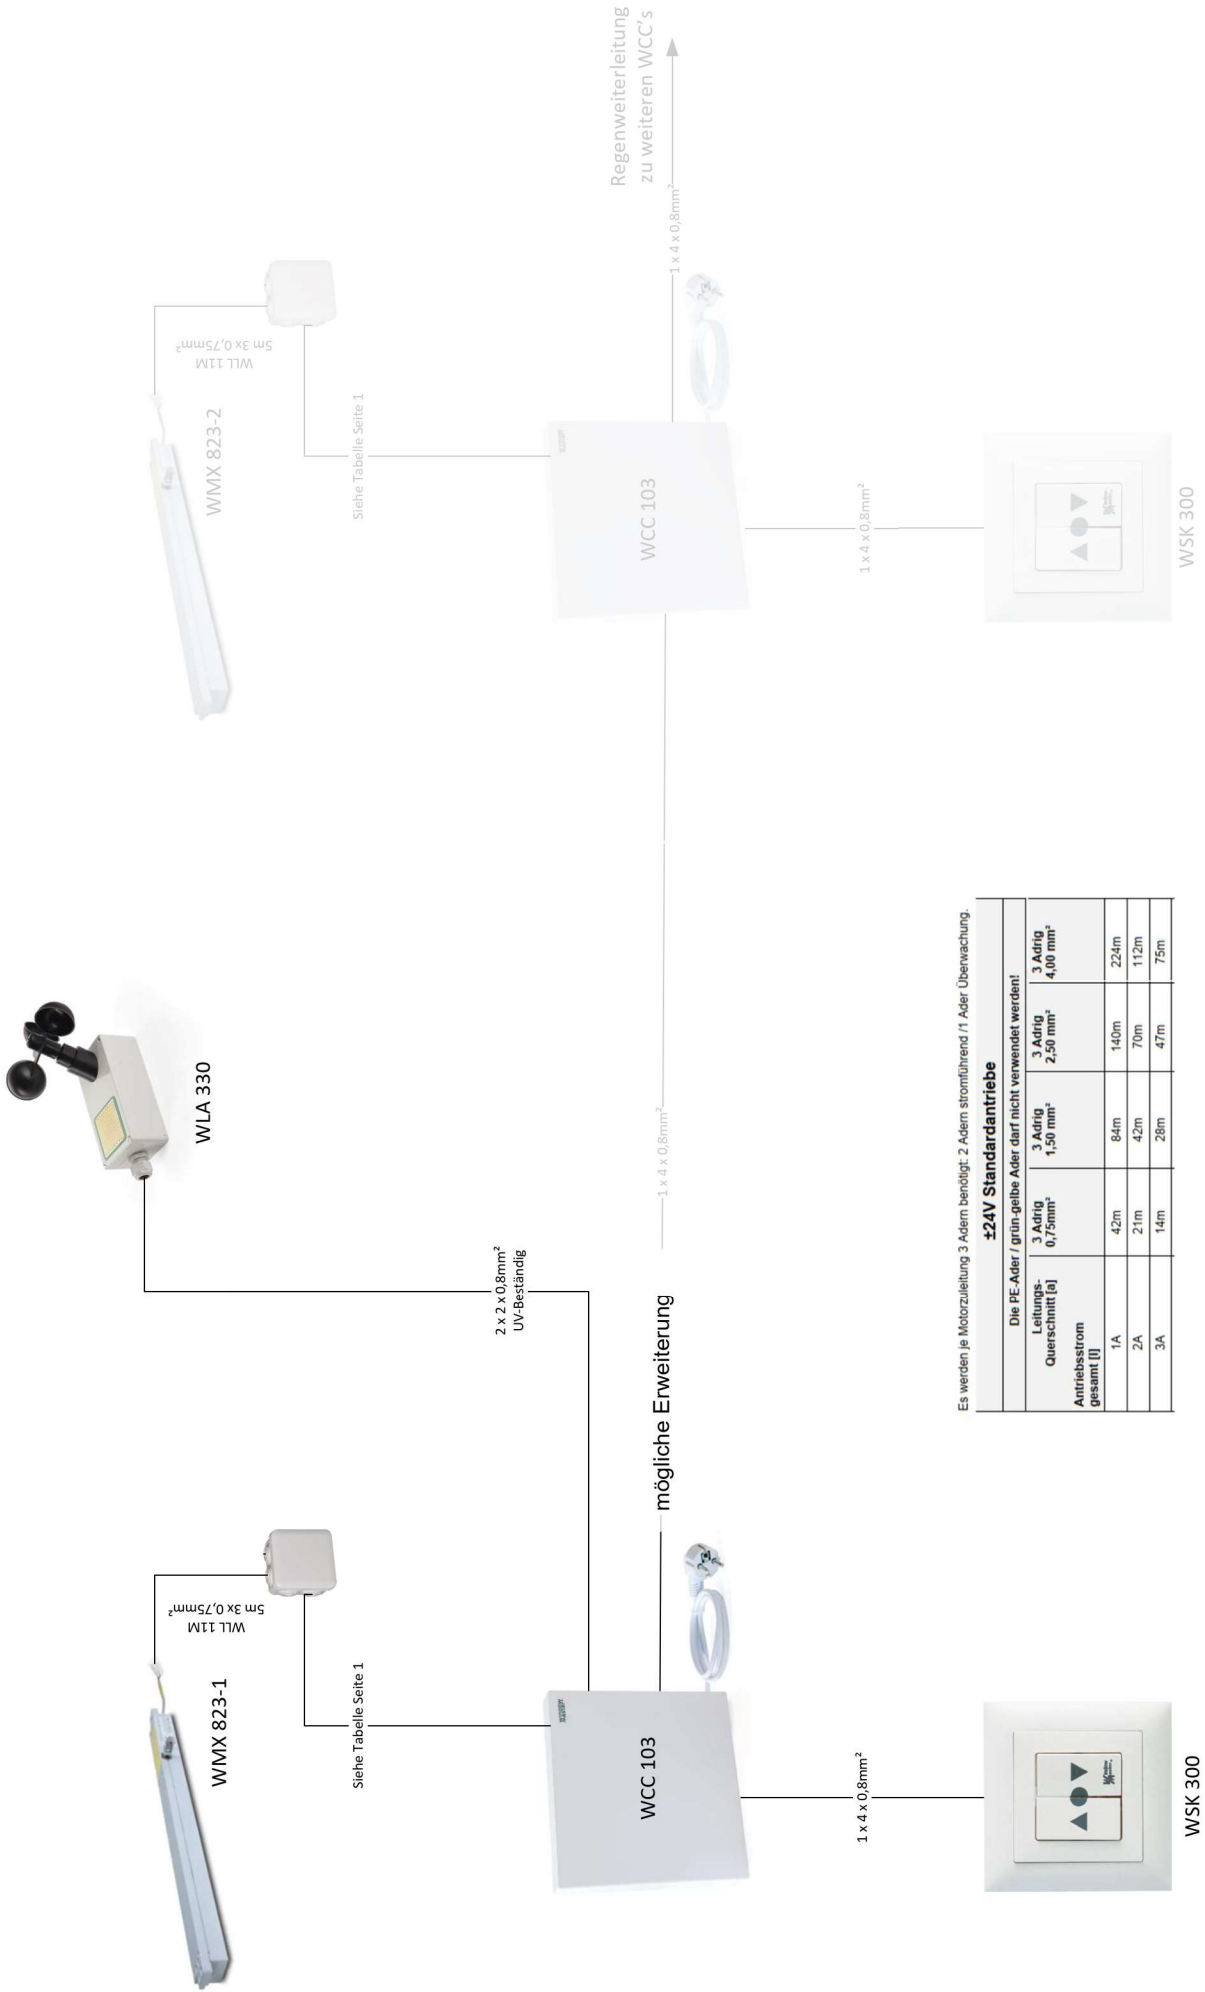 WMX 823-1
WLL 11M
5m 3x 0,75mm²
Siehe Tabelle Seite 1
WCC 103
1 x 4 x 0,8mm²
WSK 300
WLA 330
2 x 2 x 0,8mm²
UV-Beständig
mögliche Erweiterung
1 x 4 x 0,8mm²
WMX 823-2
WLL 11M
5m 3x 0,75mm²
Siehe Tabelle Seite 1
WCC 103
1 x 4 x 0,8mm²
WSK 300
1 x 4 x 0,8mm²
Regenweiterleitung
zu weiteren WCC's
Es werden je Motorzuleitung 3 Adern benötigt: 2 Adern stromführend /1 Ader Überwachung.
±24V Standardantriebe
Die PE-Ader / grün-gelbe Ader darf nicht verwendet werden!
Leitungs-
Querschnitt [a]
3 Adrig
0,75mm²
3 Adrig
1,50 mm²
3 Adrig
2,50 mm²
3 Adrig
4,00 mm²
Antriebsstrom
gesamt [I]
1A 42m 84m 140m 224m
2A 21m 42m 70m 112m
3A 14m 28m 47m 75m